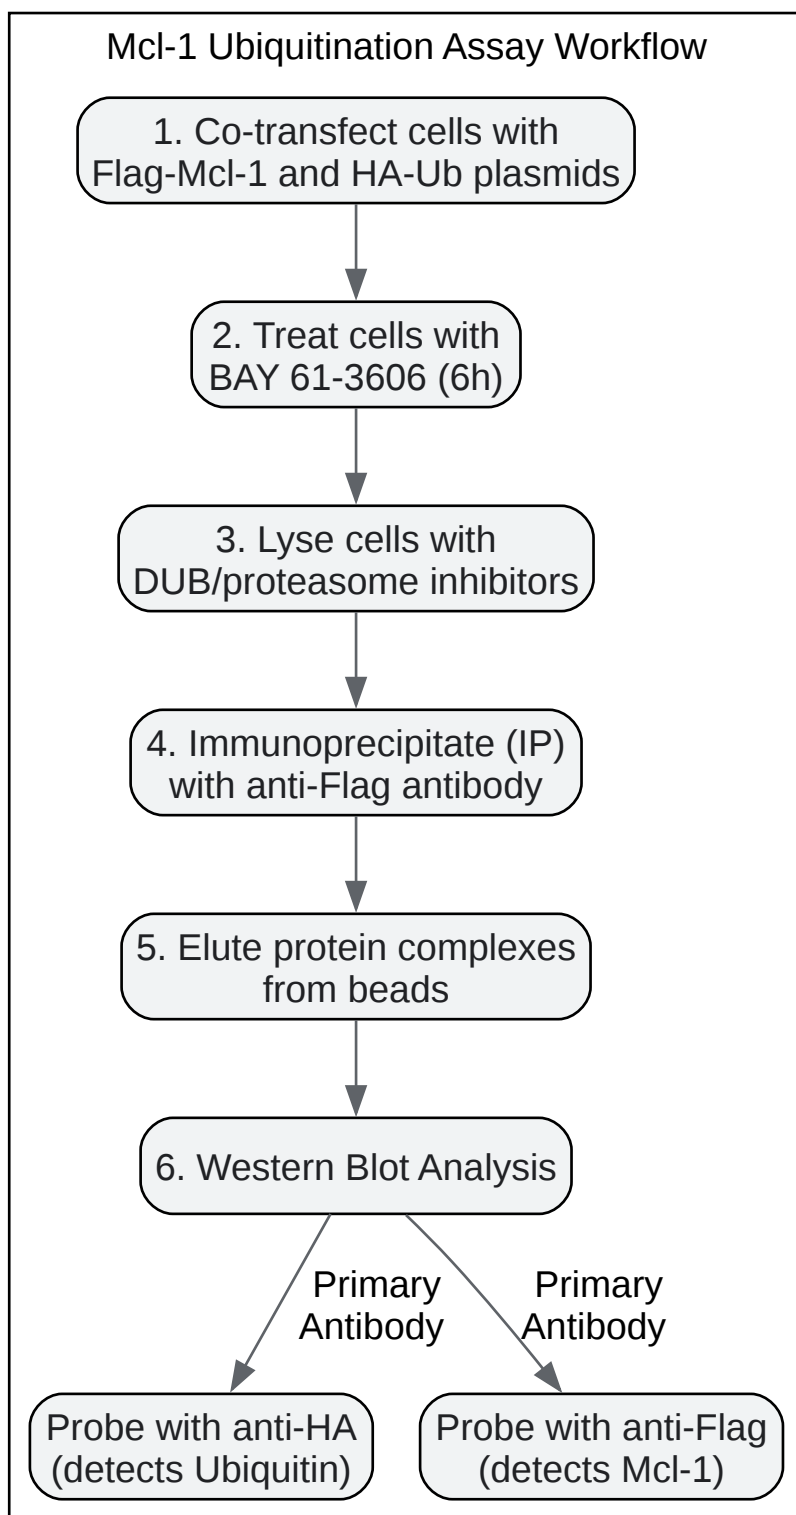 Mcl-1 Ubiquitination Assay Workflow
1. Co-transfect cells with
Flag-Mcl-1 and HA-Ub plasmids
2. Treat cells with
BAY 61-3606 (6h)
3. Lyse cells with
DUB/proteasome inhibitors
4. Immunoprecipitate (IP)
with anti-Flag antibody
5. Elute protein complexes
from beads
6. Western Blot Analysis
Primary
Antibody
Primary
Antibody
Probe with anti-HA
(detects Ubiquitin)
Probe with anti-Flag
(detects Mcl-1)